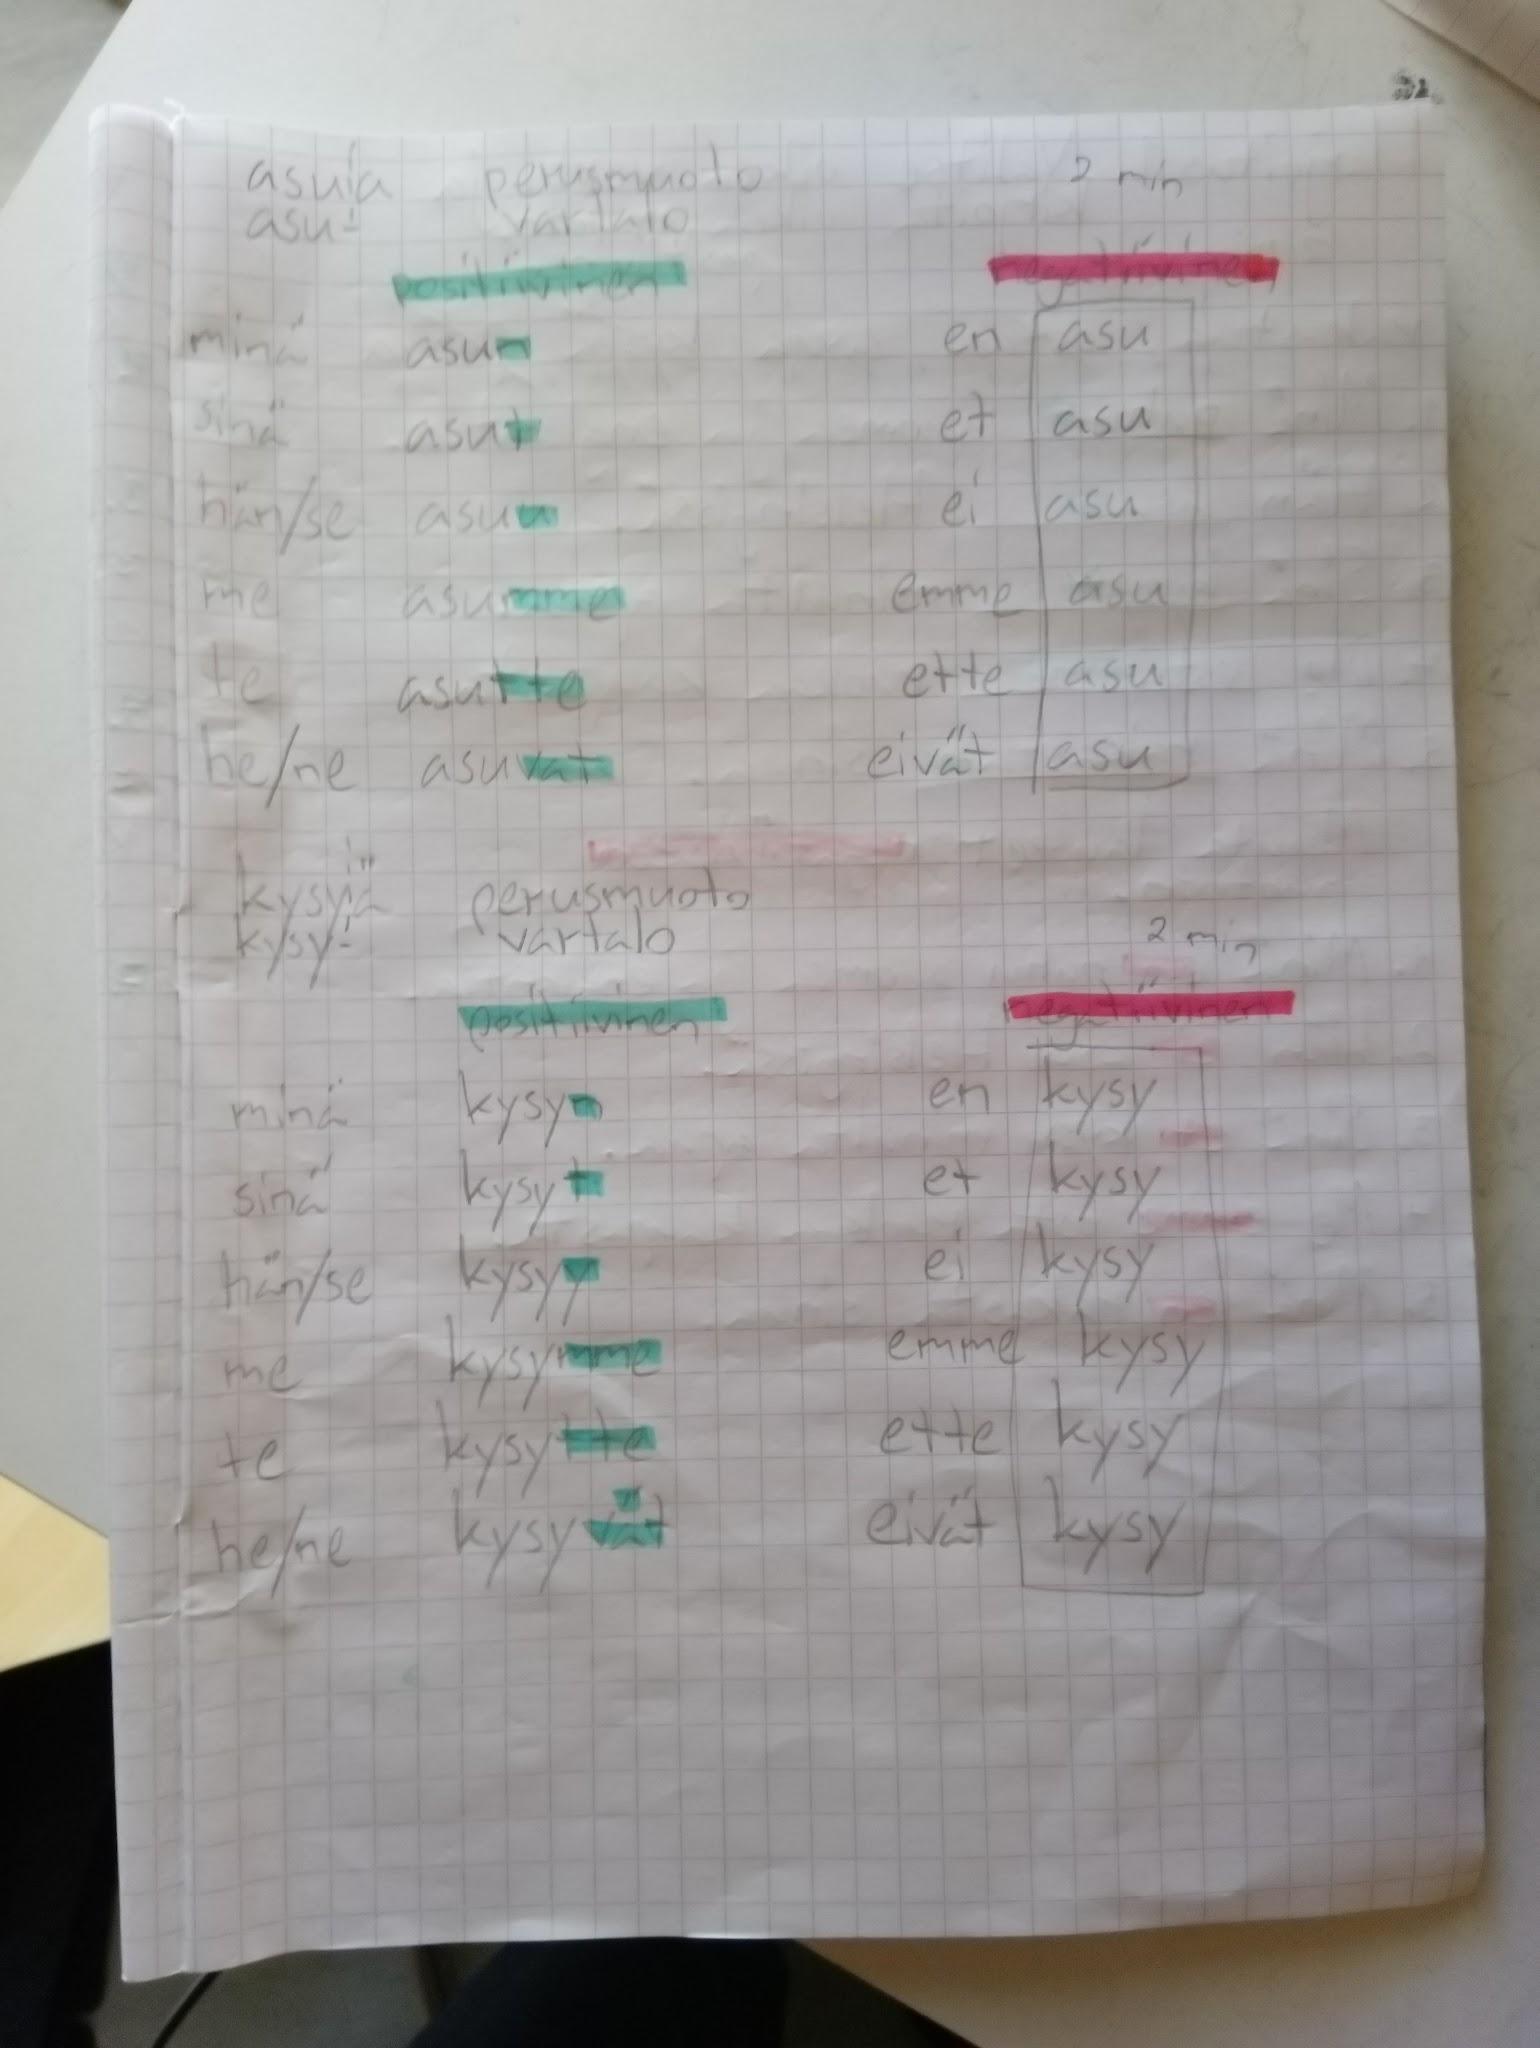 asu|a perusmuoto 2 min
asu- vartalo
positiivinen negatiivinen
minä asun en asu
sinä asut et asu
hän/se asuu ei asu
me asumme emme asu
te asutte ette asu
he/ne asuvat eivät asu
kysy|ä perusmuoto
kysy- vartalo 2 min
positiivinen negatiivinen
minä kysyn en kysy
sinä kysyt et kysy
hän/se kysyy ei kysy
me kysymme emme kysy
te kysytte ette kysy
he/ne kysyvät eivät kysy